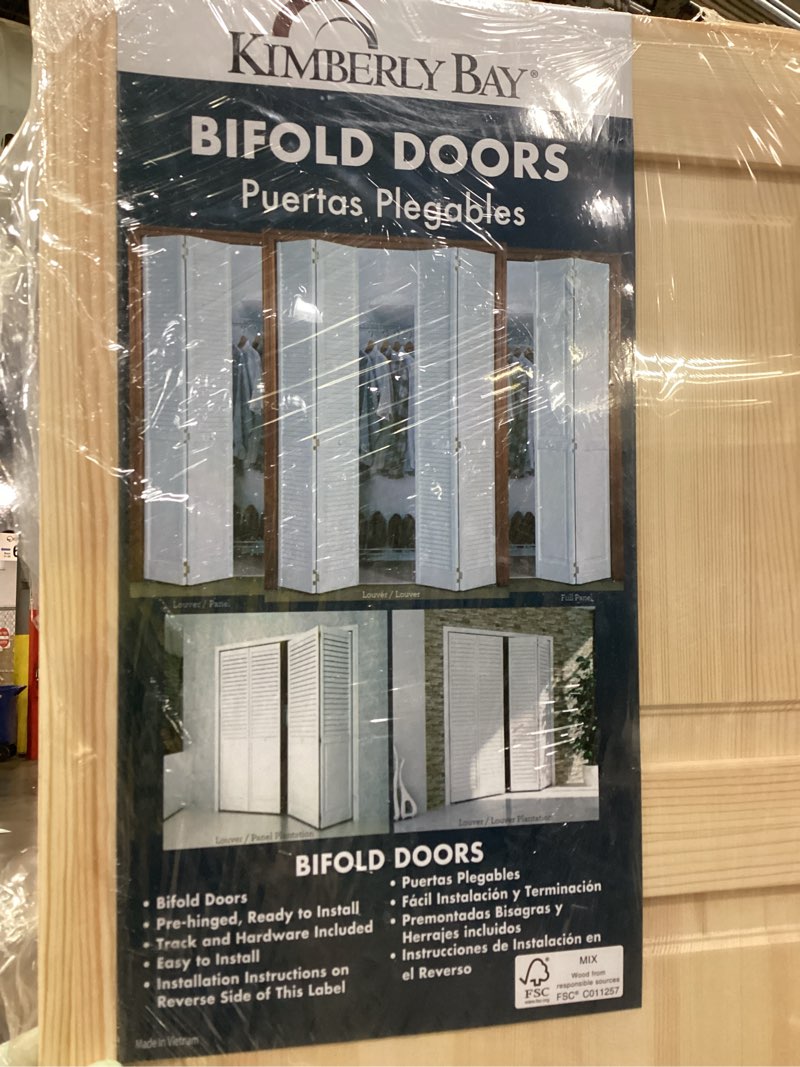 KIMBERLY BAY®
BIFOLD DOORS
Puertas Plegables
Louver / Panel
Louver / Louver
Full Panel
Louver / Panel Plantation
Louver / Louver Plantation
BIFOLD DOORS
• Bifold Doors
• Pre-hinged, Ready to Install
• Track and Hardware Included
• Easy to Install
• Installation Instructions on
Reverse Side of This Label
• Puertas Plegables
• Fácil Instalación y Terminación
• Premontadas Bisagras y
Herrajes incluidos
• Instrucciones de Instalación en
el Reverso
FSC
www.fsc.org
MIX
Wood from
responsible sources
FSC® C011257
Made in Vietnam